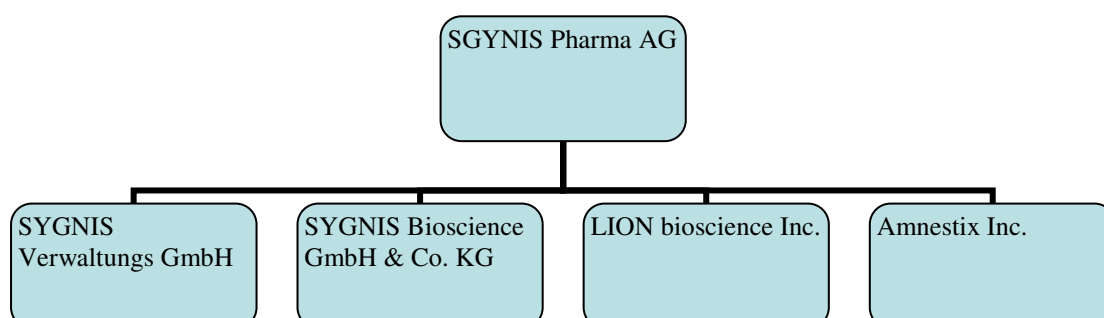 SGYNIS Pharma AG
SYGNIS
Verwaltungs GmbH
SYGNIS Bioscience
GmbH & Co. KG
LION bioscience Inc.
Amnestix Inc.